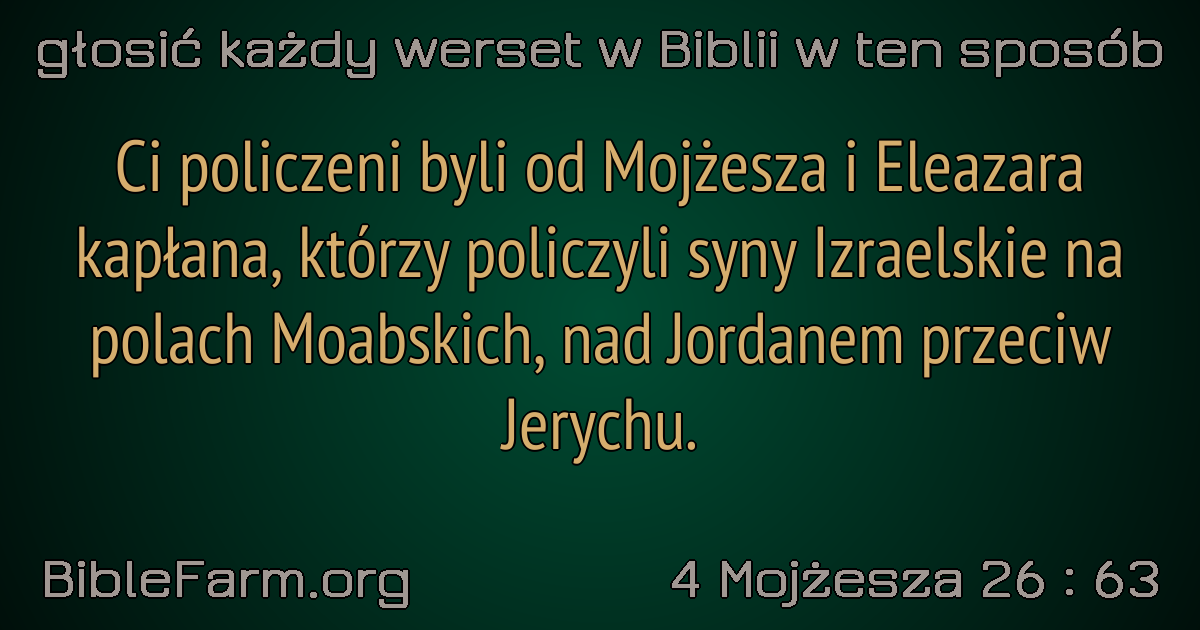 głosić każdy werset w Biblii w ten sposób
Ci policzeni byli od Mojżesza i Eleazara
kapłana, którzy policzyli syny Izraelskie na
polach Moabskich, nad Jordanem przeciw
Jerychu.
BibleFarm.org
4 Mojżesza 26 : 63